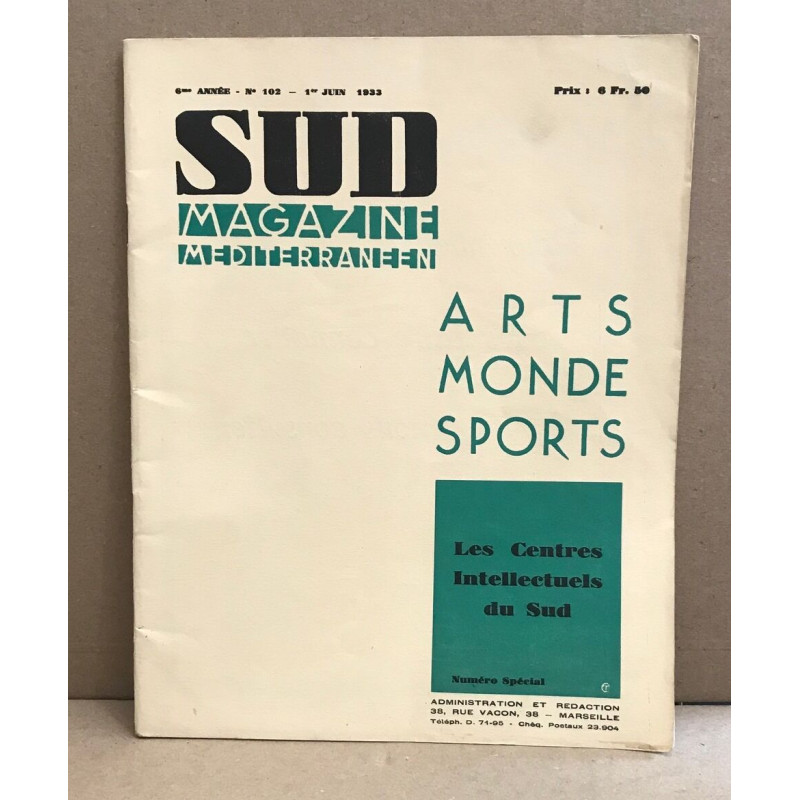 6me ANNÉE - No 102 - 1er JUIN 1933
Prix : 6 Fr. 50
SUD
MAGAZINE
MEDITERRANEEN
ARTS
MONDE
SPORTS
Les Centres
Intellectuels
du Sud
Numéro Spécial
ADMINISTRATION ET REDACTION
38, RUE VACON, 38 — MARSEILLE
Téléph. D. 71-95 - Chèq. Postaux 23.904